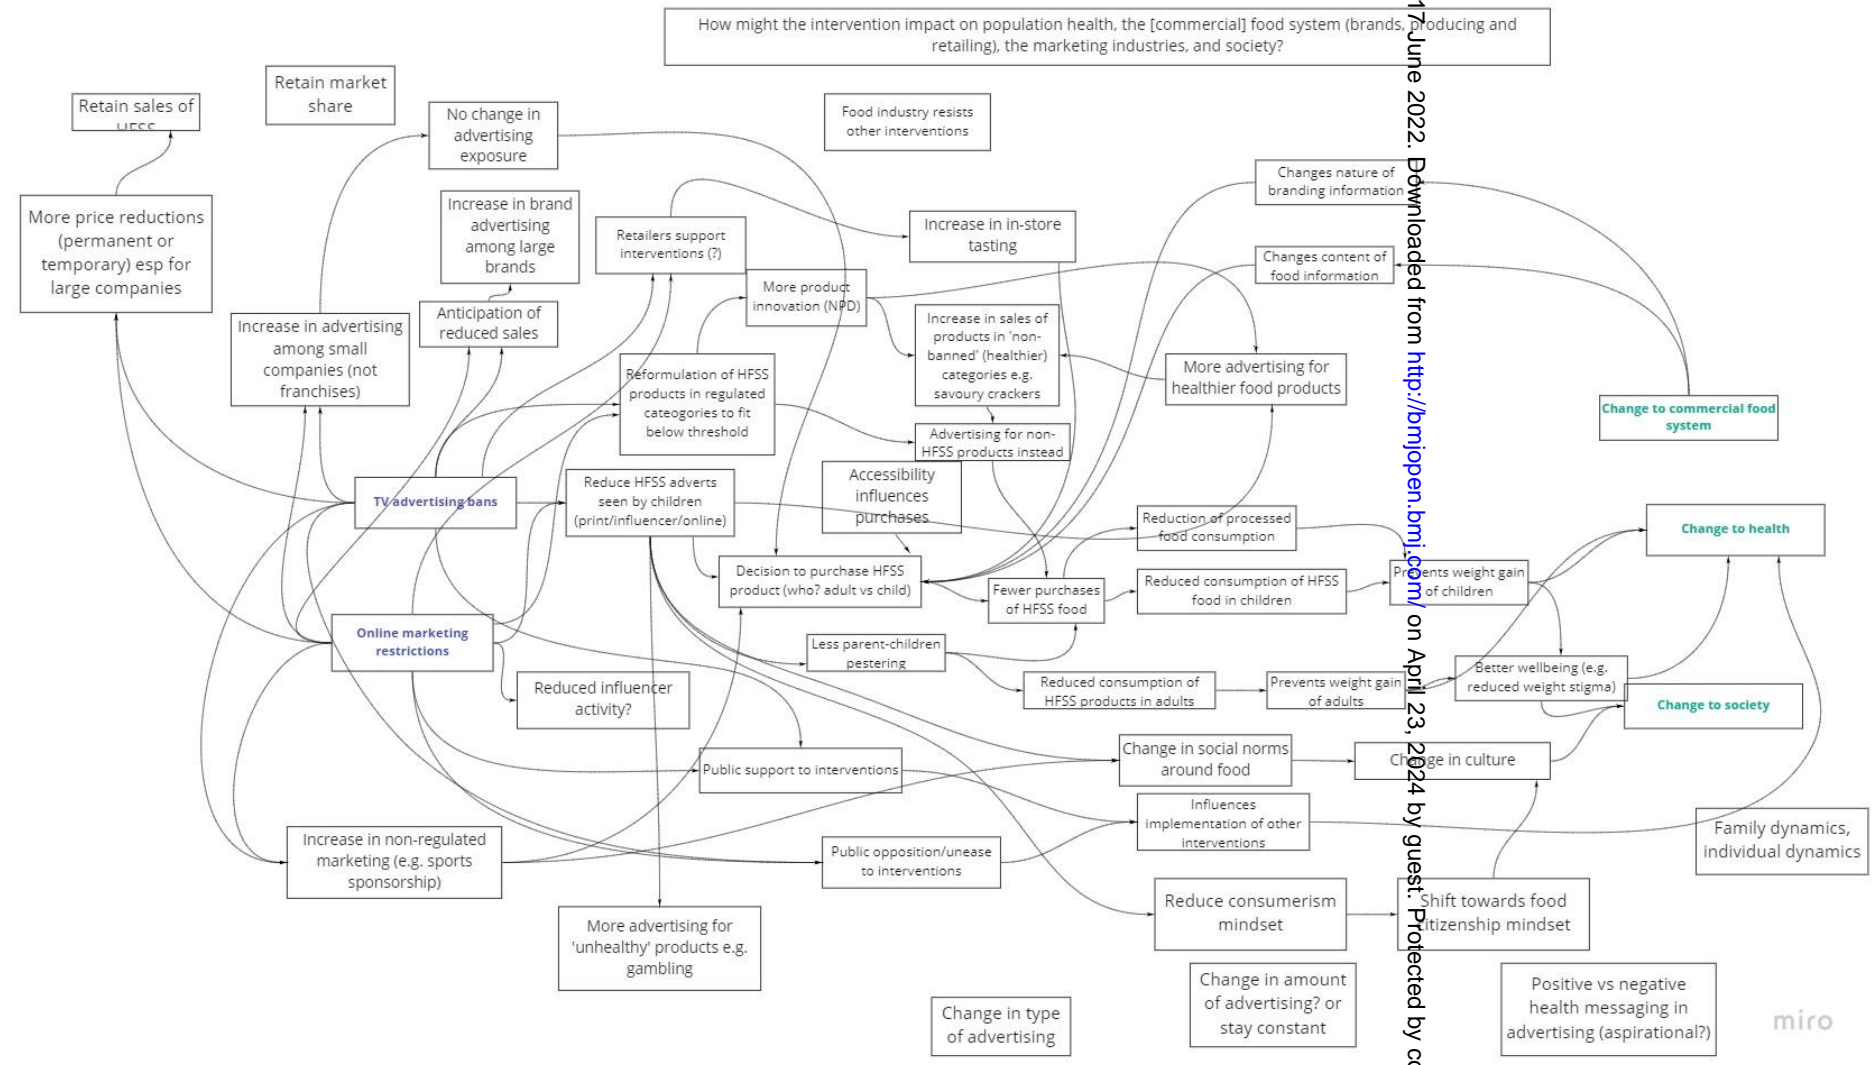 How might the intervention impact on population health, the [commercial] food system (brands, producing and
retailing), the marketing industries, and society?
Retain sales of
HFSS
Retain market
share
No change in
advertising
exposure
Food industry resists
other interventions
More price reductions
(permanent or
temporary) esp for
large companies
Increase in brand
advertising
among large
brands
Retailers support
interventions (?)
Increase in in-store
tasting
Changes nature of
branding information
Changes content of
food information
More product
innovation (NPD)
Anticipation of
reduced sales
Increase in advertising
among small
companies (not
franchises)
Increase in sales of
products in 'non-
banned' (healthier)
categories e.g.
savoury crackers
More advertising for
healthier food products
Reformulation of HFSS
products in regulated
cateogories to fit
below threshold
Change to commercial food
system
Advertising for non-
HFSS products instead
Accessibility
influences
purchases
TV advertising bans
Reduce HFSS adverts
seen by children
(print/influencer/online)
Reduction of processed
food consumption
Change to health
Decision to purchase HFSS
product (who? adult vs child)
Fewer purchases
of HFSS food
Reduced consumption of HFSS
food in children
Prevents weight gain
of children
Online marketing
restrictions
Less parent-children
pestering
Reduced consumption of
HFSS products in adults
Prevents weight gain
of adults
Better wellbeing (e.g.
reduced weight stigma)
Change to society
Reduced influencer
activity?
Public support to interventions
Change in social norms
around food
Change in culture
Influences
implementation of other
interventions
Family dynamics,
individual dynamics
Increase in non-regulated
marketing (e.g. sports
sponsorship)
Public opposition/unease
to interventions
Reduce consumerism
mindset
Shift towards food
citizenship mindset
More advertising for
'unhealthy' products e.g.
gambling
Change in type
of advertising
Change in amount
of advertising? or
stay constant
Positive vs negative
health messaging in
advertising (aspirational?)
miro
17 June 2022. Downloaded from http://bmjopen.bmj.com/ on April 23, 2024 by guest. Protected by